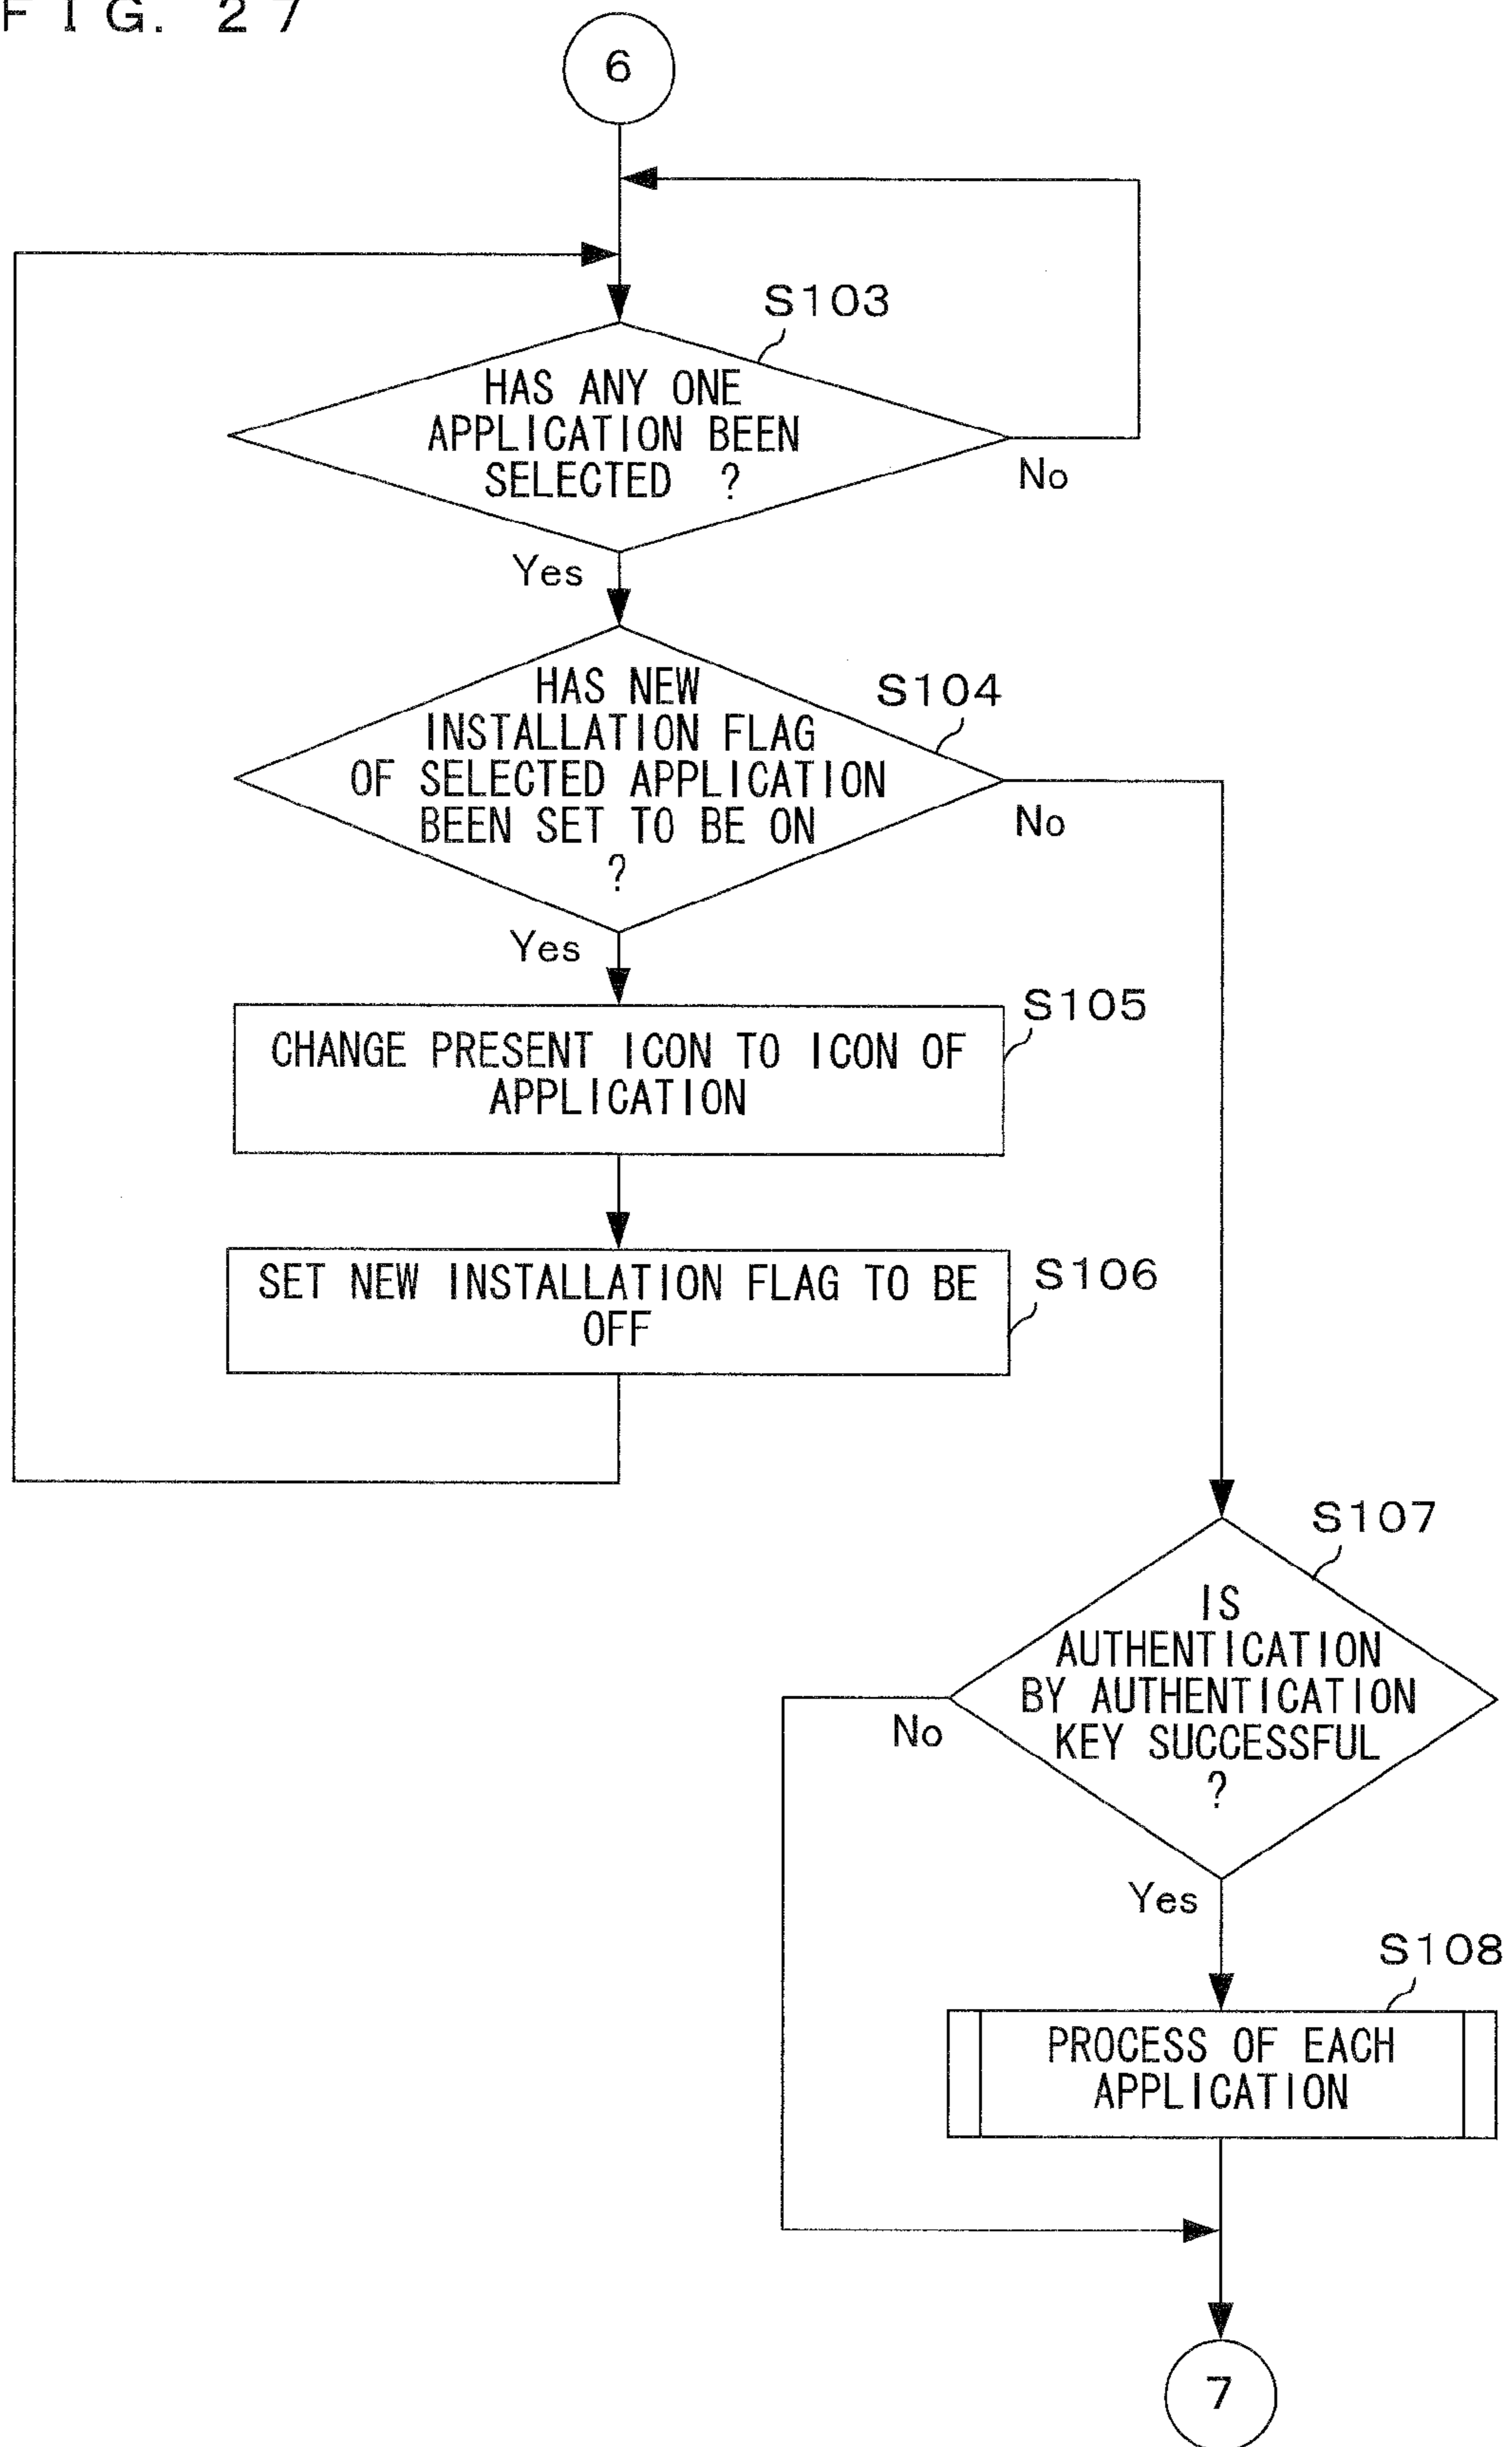 FIG. 27
6
S103
HAS ANY ONE
APPLICATION BEEN
SELECTED ?
No
Yes
S104
HAS NEW
INSTALLATION FLAG
OF SELECTED APPLICATION
BEEN SET TO BE ON
?
No
Yes
S105
CHANGE PRESENT ICON TO ICON OF
APPLICATION
S106
SET NEW INSTALLATION FLAG TO BE
OFF
S107
IS
AUTHENTICATION
BY AUTHENTICATION
KEY SUCCESSFUL
?
No
Yes
S108
PROCESS OF EACH
APPLICATION
7